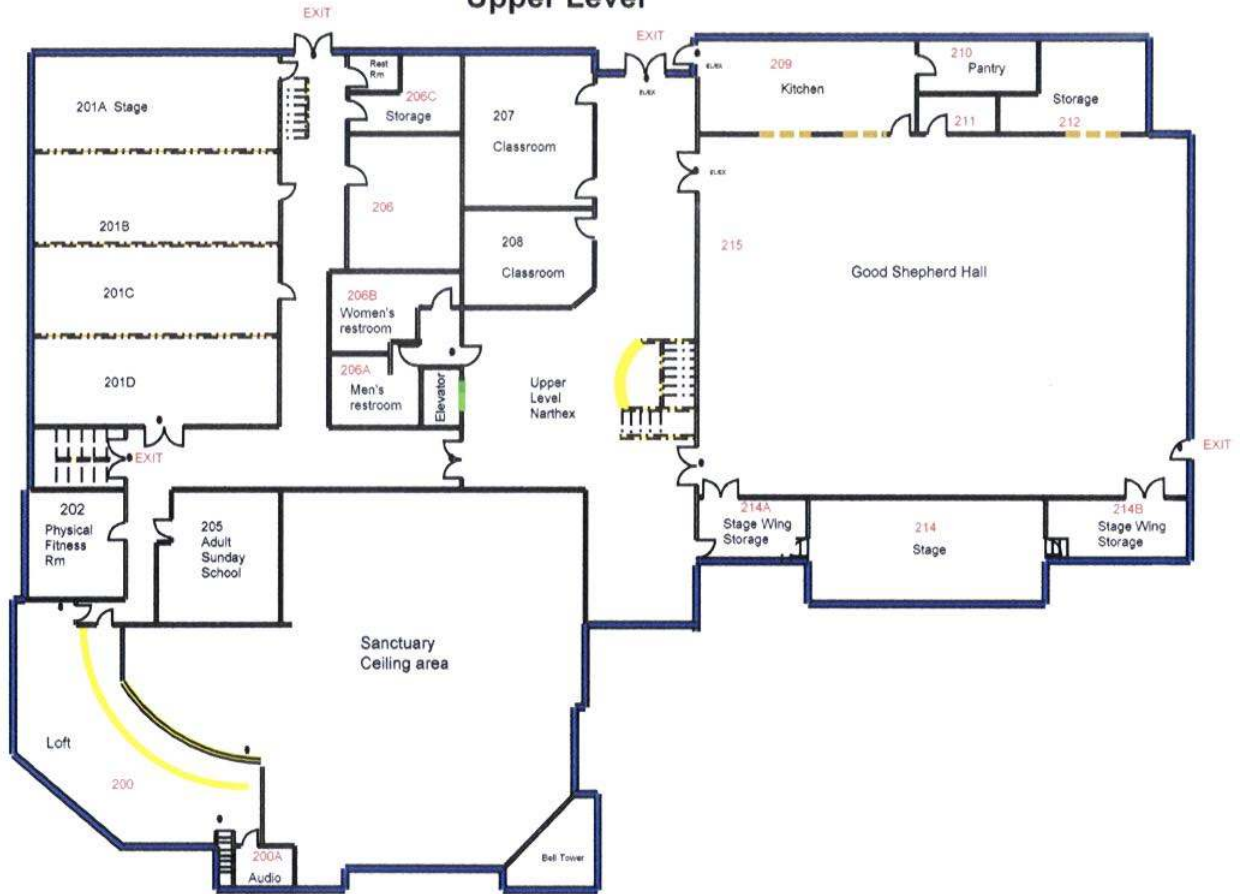 Upper Level
EXIT
EXIT
Rest
Rm
206C
Storage
201A Stage
207
Classroom
209
Kitchen
210
Pantry
Storage
211
212
201B
206
208
Classroom
215
Good Shepherd Hall
201C
206B
Women's
restroom
201D
206A
Men's
restroom
Elevator
Upper
Level
Narthex
EXIT
EXIT
202
Physical
Fitness
Rm
205
Adult
Sunday
School
214A
Stage Wing
Storage
214
Stage
214B
Stage Wing
Storage
Sanctuary
Ceiling area
Loft
200
200A
Audio
Bell Tower